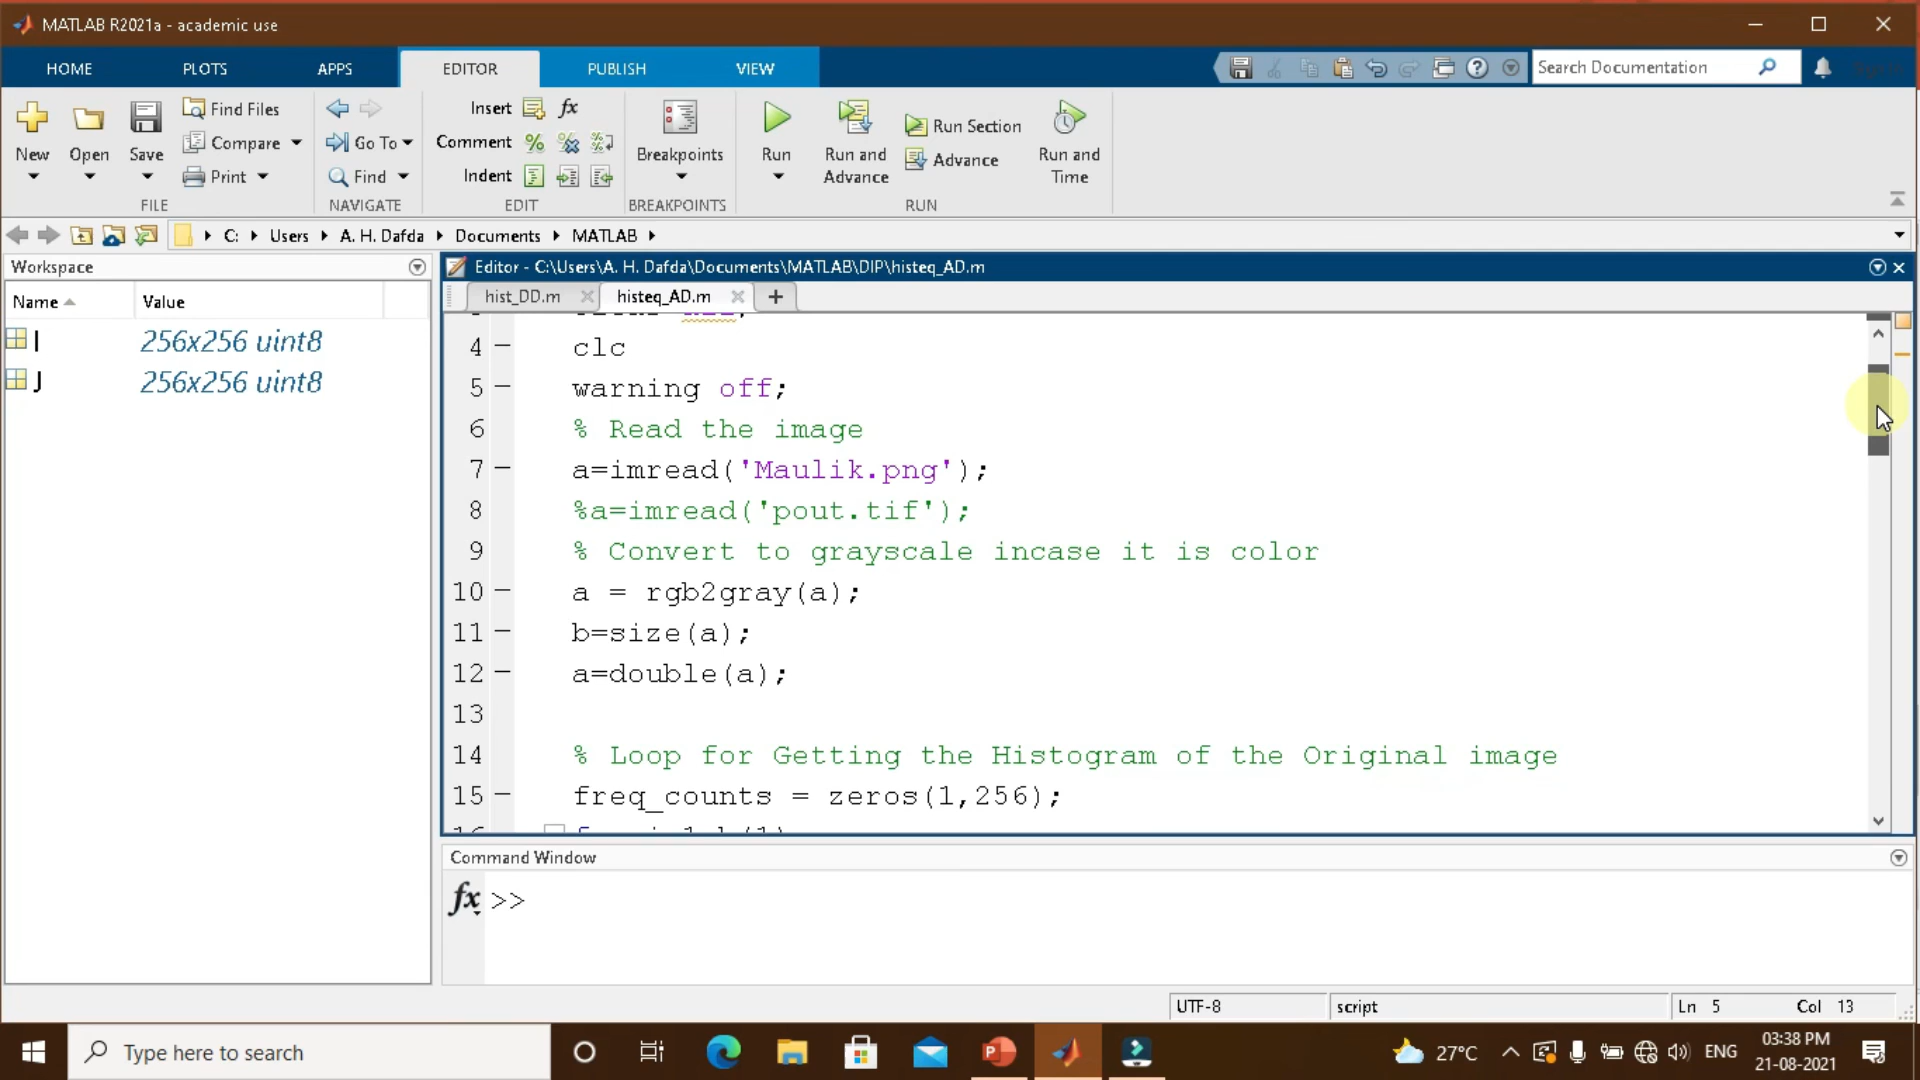 MATLAB R2021a - academic use
HOME PLOTS APPS EDITOR PUBLISH VIEW Search Documentation
New Open Save Find Files Compare Print
FILE
Go To Find
NAVIGATE
Insert fx
Comment
Indent
EDIT
Breakpoints
BREAKPOINTS
Run Run and Advance Run Section Advance Run and Time
RUN
C: Users A. H. Dafda Documents MATLAB
Workspace
Name Value
I 256x256 uint8
J 256x256 uint8
Editor - C:\Users\A. H. Dafda\Documents\MATLAB\DIP\histeq_AD.m
hist_DD.m histeq_AD.m +
4 clc
5 warning off;
6 % Read the image
7 a=imread('Maulik.png');
8 %a=imread('pout.tif');
9 % Convert to grayscale incase it is color
10 a = rgb2gray(a);
11 b=size(a);
12 a=double(a);
13
14 % Loop for Getting the Histogram of the Original image
15 freq_counts = zeros(1,256);
Command Window
fx >>
UTF-8 script Ln 5 Col 13
Type here to search 27°C ENG 03:38 PM
21-08-2021